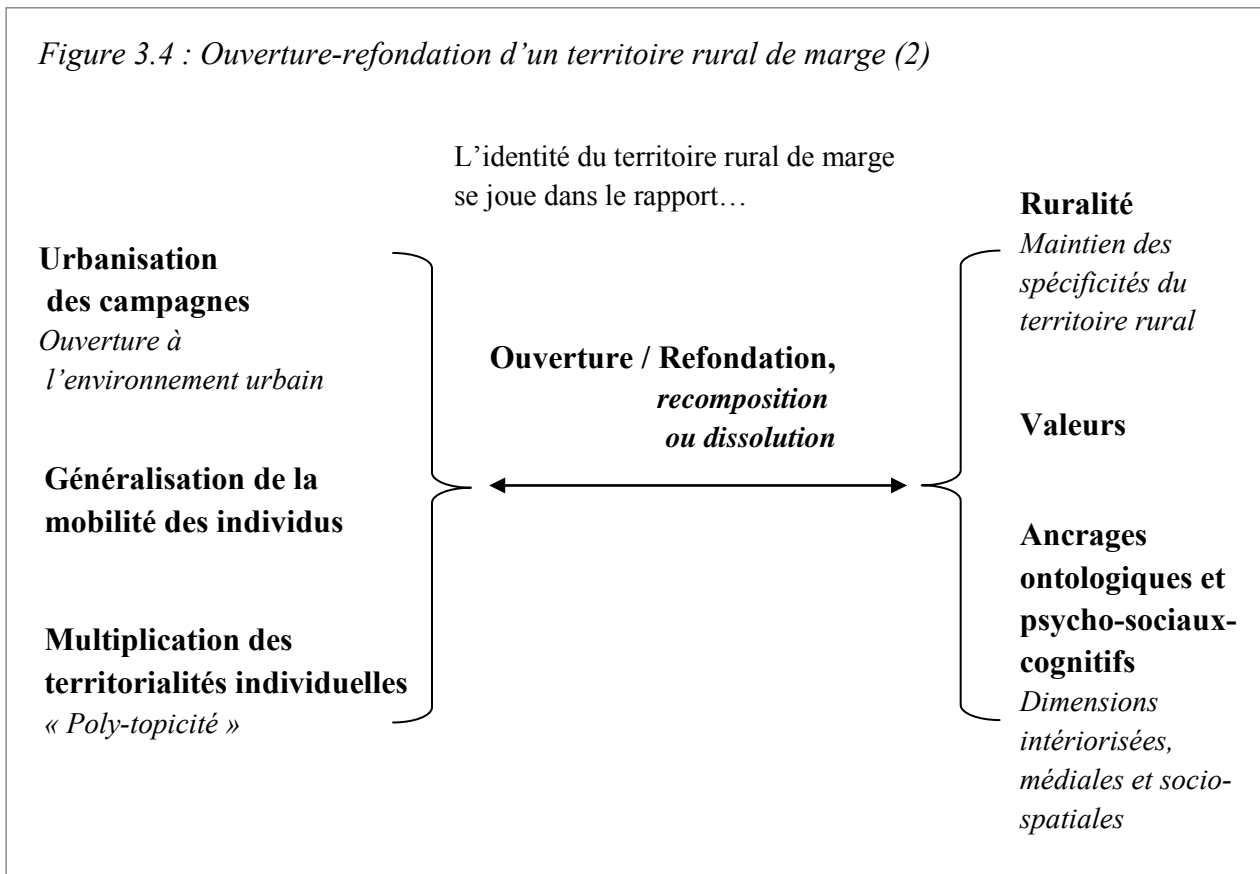 Figure 3.4 : Ouverture-refondation d’un territoire rural de marge (2)
L’identité du territoire rural de marge
se joue dans le rapport…
Urbanisation
des campagnes
Ouverture à
l’environnement urbain
Généralisation de la
mobilité des individus
Multiplication des
territorialités individuelles
« Poly-topicité »
Ouverture / Refondation,
recomposition
ou dissolution
Ruralité
Maintien des
spécificités du
territoire rural
Valeurs
Ancrages
ontologiques et
psycho-sociaux-
cognitifs
Dimensions
intériorisées,
médiales et socio-
spatiales